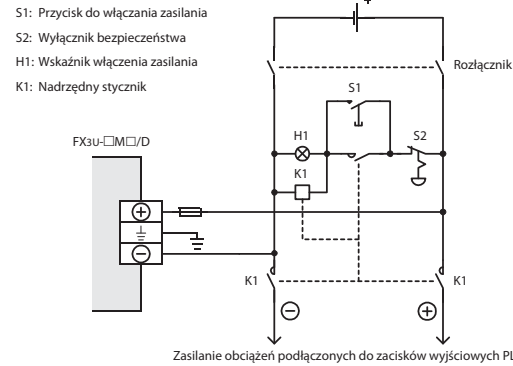 S1: Przycisk do włączania zasilania
S2: Wyłącznik bezpieczeństwa
H1: Wskaźnik włączenia zasilania
K1: Nadrzędny stycznik
Rozłącznik
S1
FX3U-□M□/D
H1
S2
K1
K1
K1
Zasilanie obciążeń podłączonych do zacisków wyjściowych PL